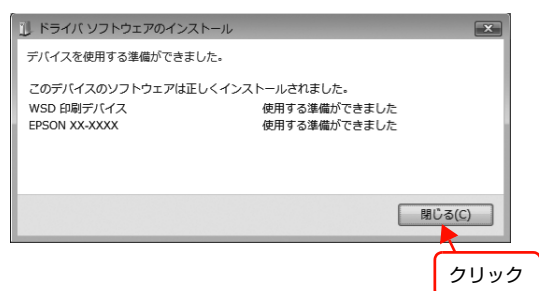 ドライバ ソフトウェアのインストール
デバイスを使用する準備ができました。
このデバイスのソフトウェアは正しくインストールされました。
WSD 印刷デバイス 使用する準備ができました
EPSON XX-XXXX 使用する準備ができました
閉じる(C)
クリック